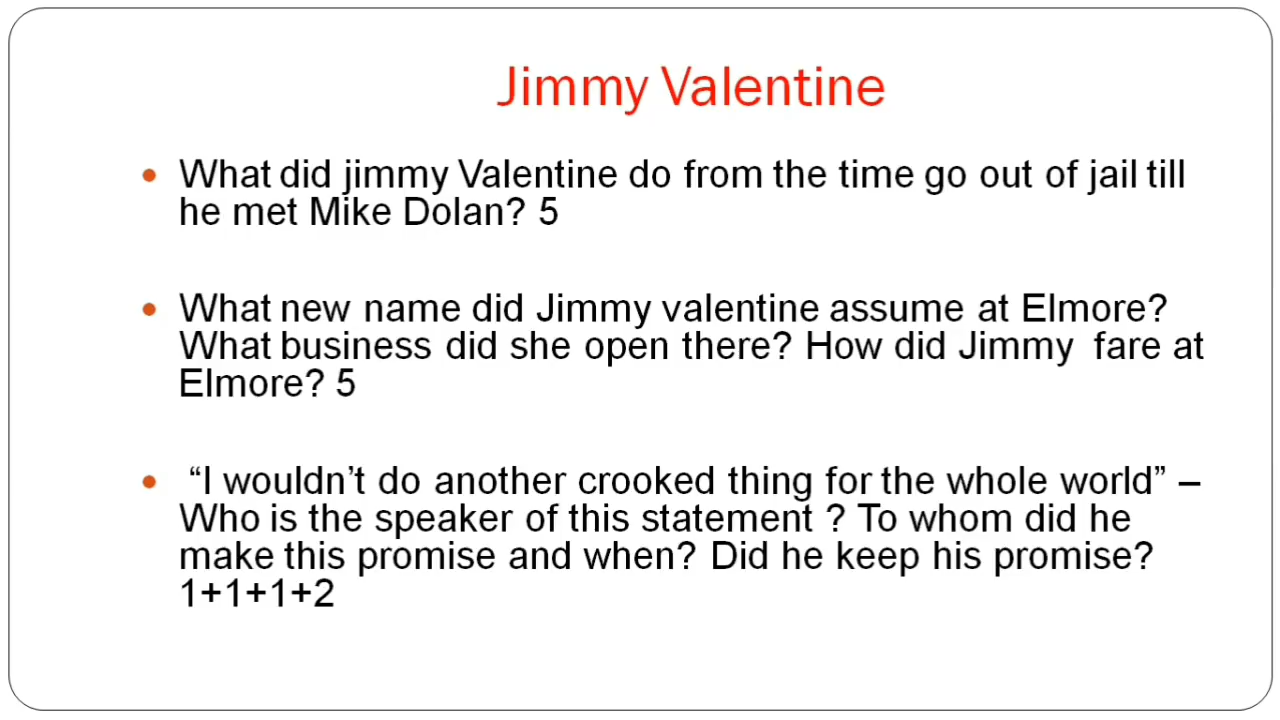 Jimmy Valentine
• What did jimmy Valentine do from the time go out of jail till
he met Mike Dolan? 5
• What new name did Jimmy valentine assume at Elmore?
What business did she open there? How did Jimmy  fare at
Elmore? 5
• “I wouldn’t do another crooked thing for the whole world” –
Who is the speaker of this statement ? To whom did he
make this promise and when? Did he keep his promise?
1+1+1+2